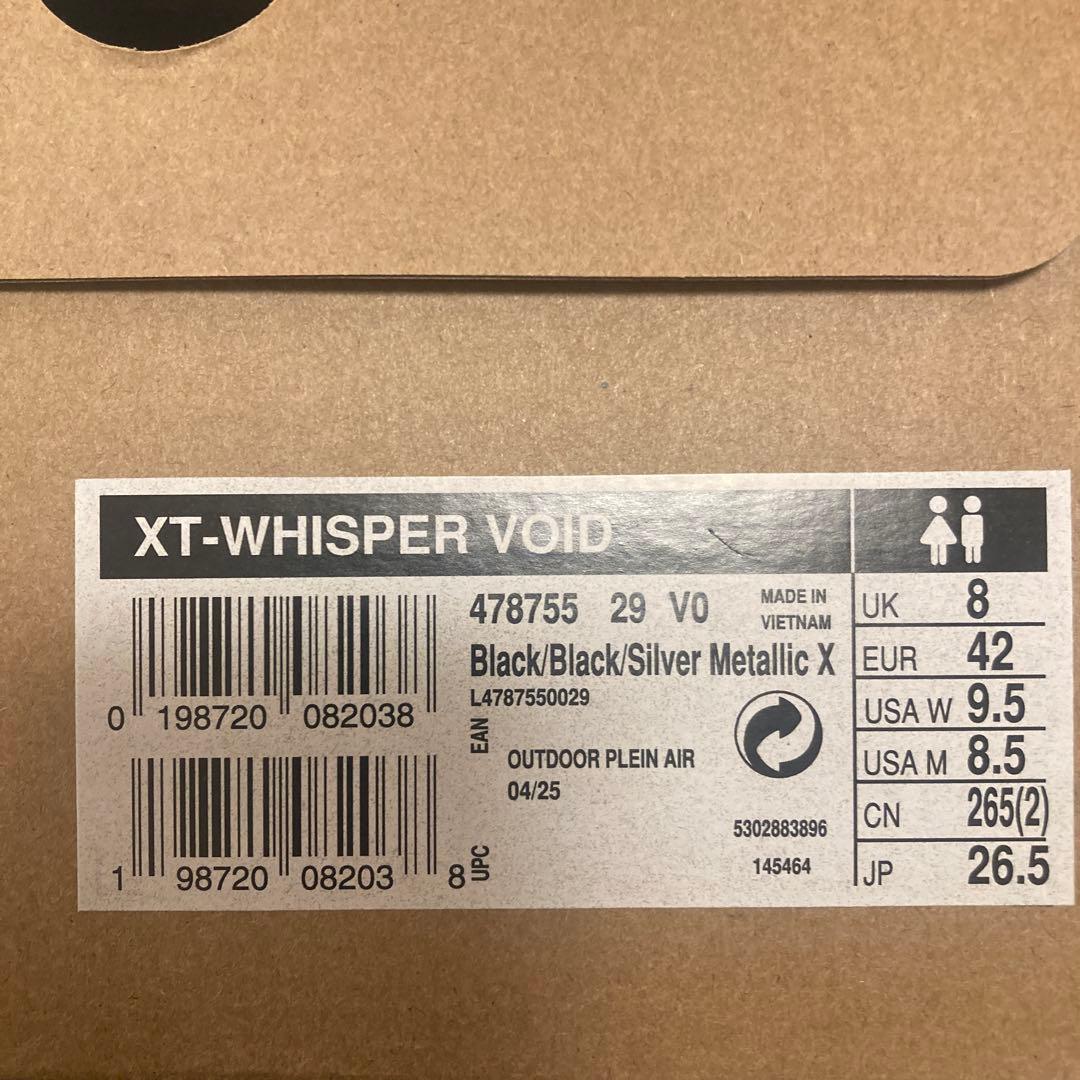 XT-WHISPER VOID
478755 29 V0
MADE IN
VIETNAM
Black/Black/Silver Metallic X
L4787550029
EAN
0 198720 082038
OUTDOOR PLEIN AIR
04/25
5302883896
145464
UPC
1 98720 08203 8
UK 8
EUR 42
USA W 9.5
USA M 8.5
CN 265(2)
JP 26.5